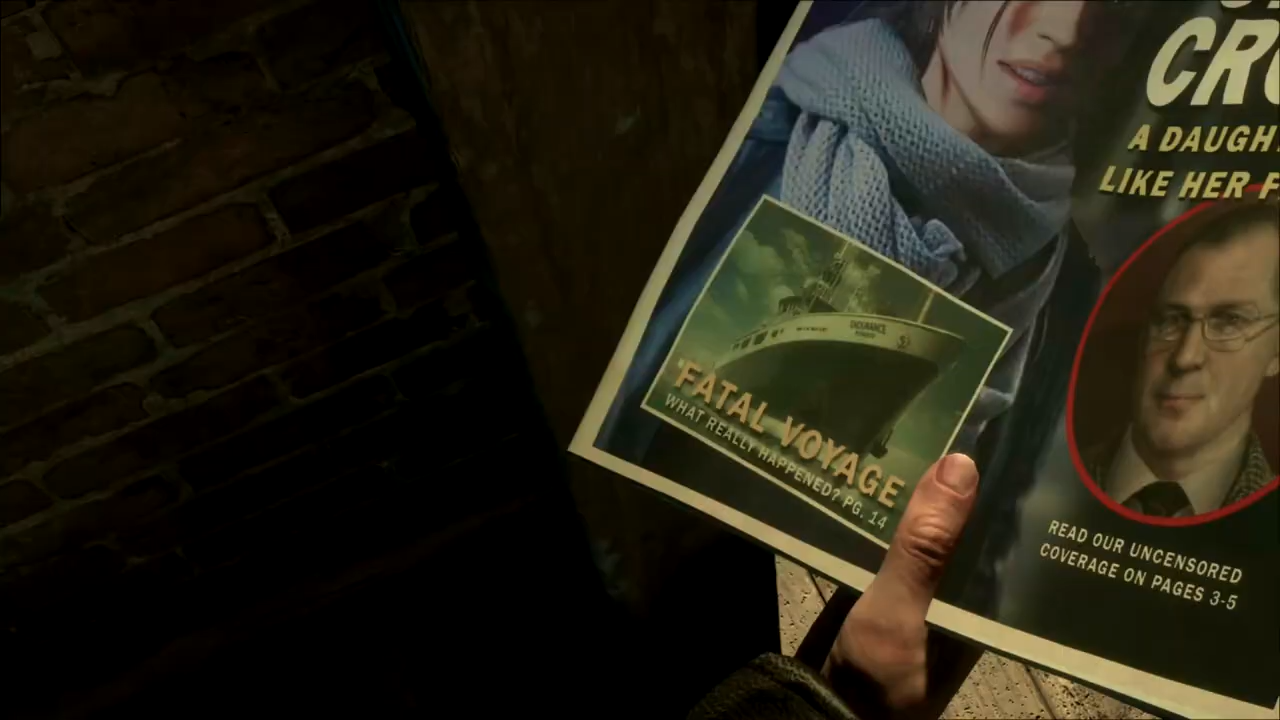 CRO
A DAUGH
LIKE HER F
ENDURANCE
"FATAL VOYAGE
WHAT REALLY HAPPENED? PG. 14
READ OUR UNCENSORED
COVERAGE ON PAGES 3-5